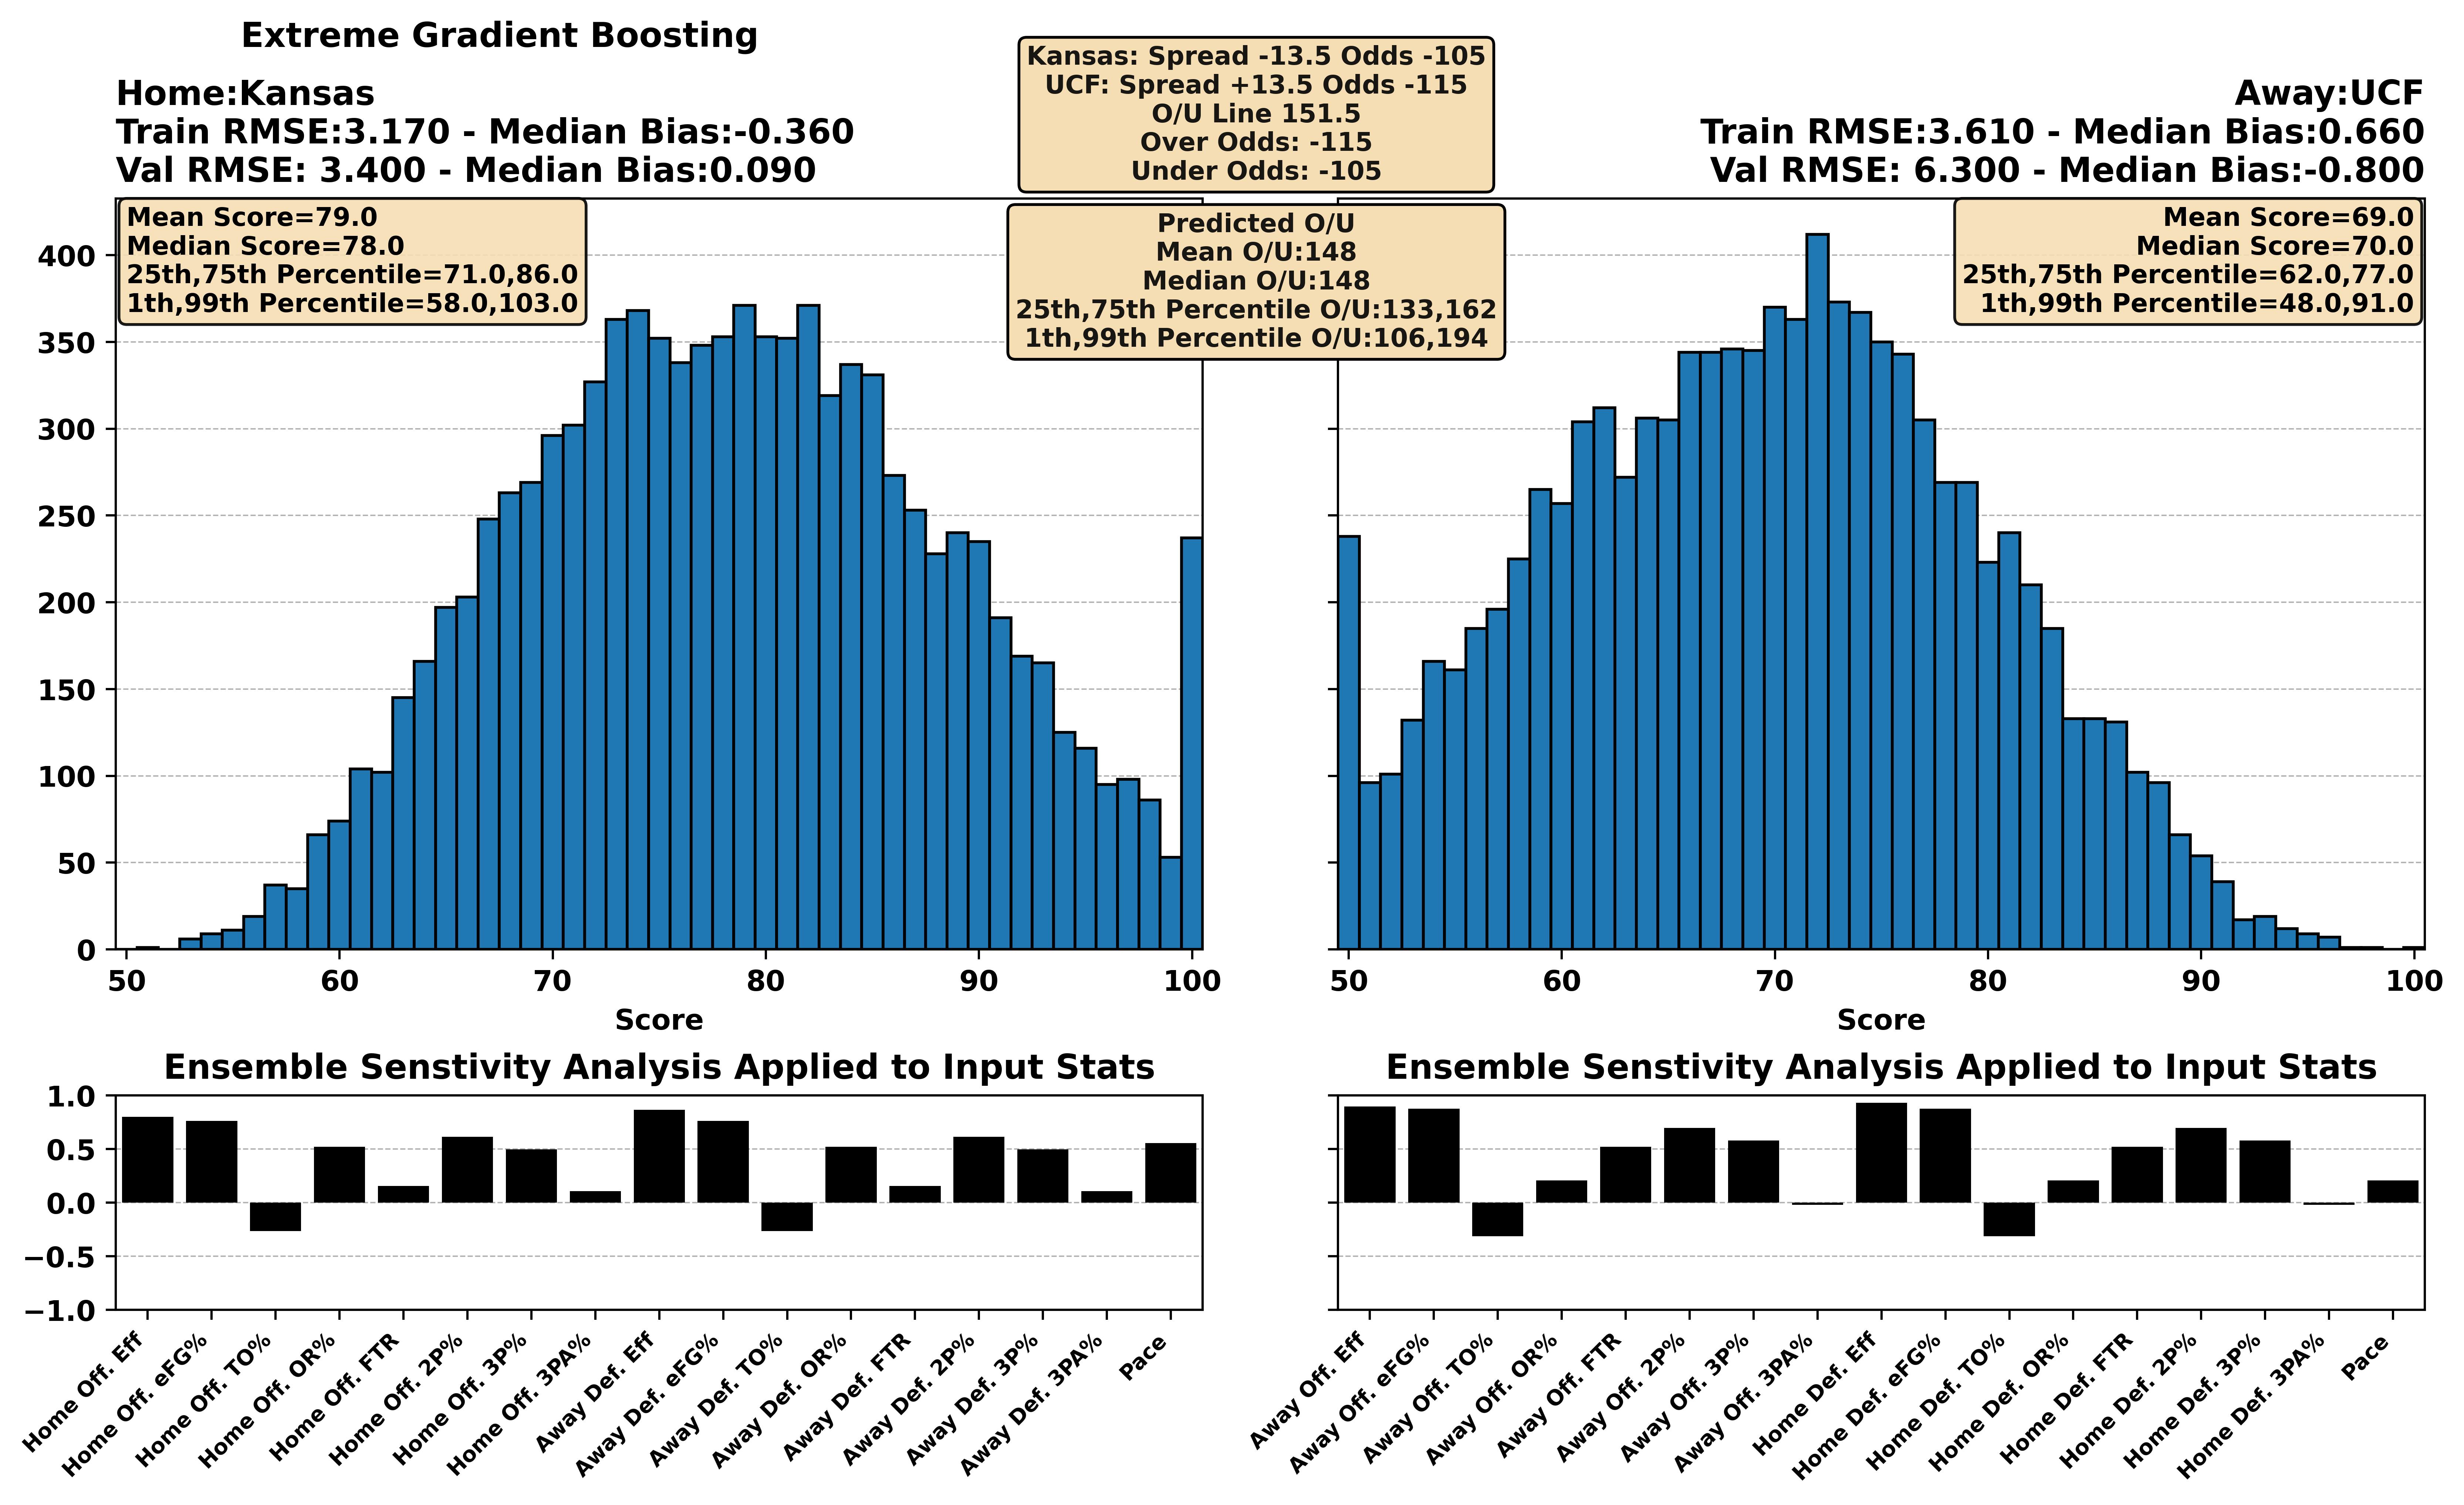 Extreme Gradient Boosting
Home:Kansas
Train RMSE:3.170 - Median Bias:-0.360
Val RMSE: 3.400 - Median Bias:0.090
Kansas: Spread -13.5 Odds -105
UCF: Spread +13.5 Odds -115
O/U Line 151.5
Over Odds: -115
Under Odds: -105
Away:UCF
Train RMSE:3.610 - Median Bias:0.660
Val RMSE: 6.300 - Median Bias:-0.800
Mean Score=79.0
Median Score=78.0
25th,75th Percentile=71.0,86.0
1th,99th Percentile=58.0,103.0
Predicted O/U
Mean O/U:148
Median O/U:148
25th,75th Percentile O/U:133,162
1th,99th Percentile O/U:106,194
Mean Score=69.0
Median Score=70.0
25th,75th Percentile=62.0,77.0
1th,99th Percentile=48.0,91.0
400
350
300
250
200
150
100
50
0
50 60 70 80 90 100
Score
50 60 70 80 90 100
Score
Ensemble Senstivity Analysis Applied to Input Stats
1.0
0.5
0.0
−0.5
−1.0
Home Off. Eff
Home Off. eFG%
Home Off. TO%
Home Off. OR%
Home Off. FTR
Home Off. 2P%
Home Off. 3P%
Home Off. 3PA%
Away Def. Eff
Away Def. eFG%
Away Def. TO%
Away Def. OR%
Away Def. FTR
Away Def. 2P%
Away Def. 3P%
Away Def. 3PA%
Pace
Ensemble Senstivity Analysis Applied to Input Stats
Away Off. Eff
Away Off. eFG%
Away Off. TO%
Away Off. OR%
Away Off. FTR
Away Off. 2P%
Away Off. 3P%
Away Off. 3PA%
Home Def. Eff
Home Def. eFG%
Home Def. TO%
Home Def. OR%
Home Def. FTR
Home Def. 2P%
Home Def. 3P%
Home Def. 3PA%
Pace